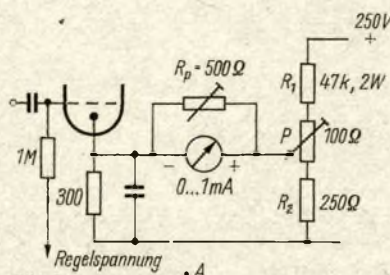 250V
+
Rp = 500Ω
R1
47k, 2W
P
100Ω
1M
300
-
+
0...1mA
R2
250Ω
Regelspannung
A